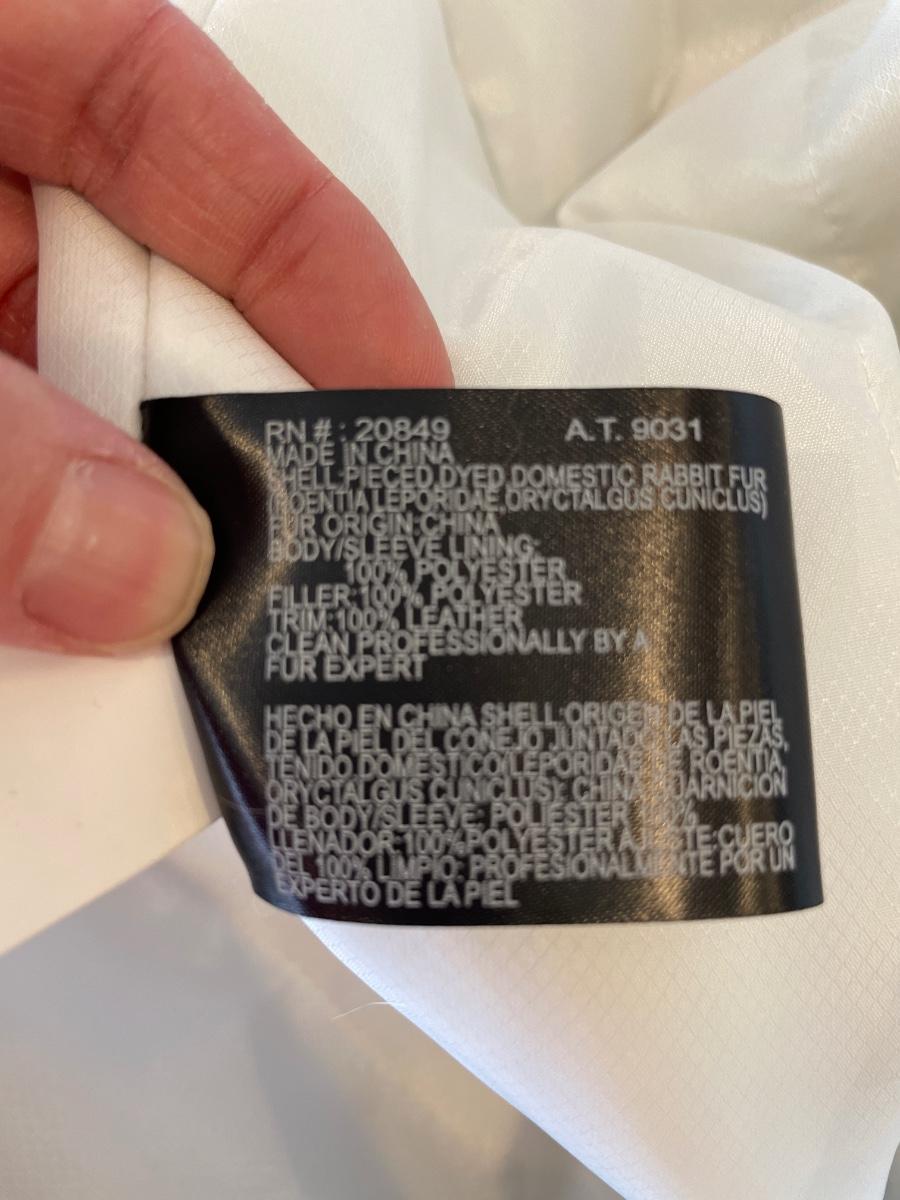 RN # : 20849 A.T. 9031
MADE IN CHINA
SHELL:PIECED,DYED,DOMESTIC RABBIT FUR
(ROENTIA LEPORIDAE,ORYCTALGUS CUNICLUS)
FUR ORIGIN:CHINA
BODY/SLEEVE LINING:
100% POLYESTER
FILLER:100% POLYESTER
TRIM:100% LEATHER
CLEAN PROFESSIONALLY BY A
FUR EXPERT
HECHO EN CHINA SHELL:ORIGEN DE LA PIEL
DE LA PIEL DEL CONEJO JUNTADO LAS PIEZAS,
TENIDO DOMESTICO(LEPORIDAE DE ROENTIA,
ORYCTALGUS CUNICLUS): CHINA GUARNICION
DE BODY/SLEEVE: POLIESTER 100%
LLENADOR:100%POLYESTER AJUSTE:CUERO
DEL 100% LIMPIO: PROFESIONALMENTE POR UN
EXPERTO DE LA PIEL